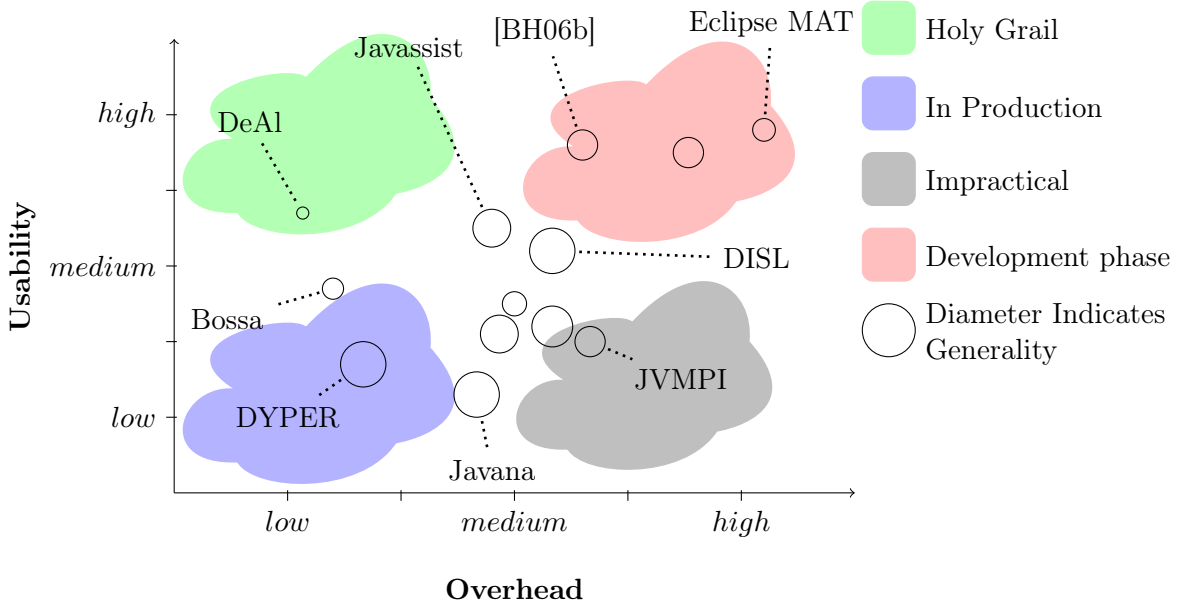 [BH06b]
Eclipse MAT
Javassist
DeAl
DISL
Bossa
DYPER
JVMPI
Javana
high
medium
low
Usability
low
medium
high
Overhead
Holy Grail
In Production
Impractical
Development phase
Diameter Indicates
Generality